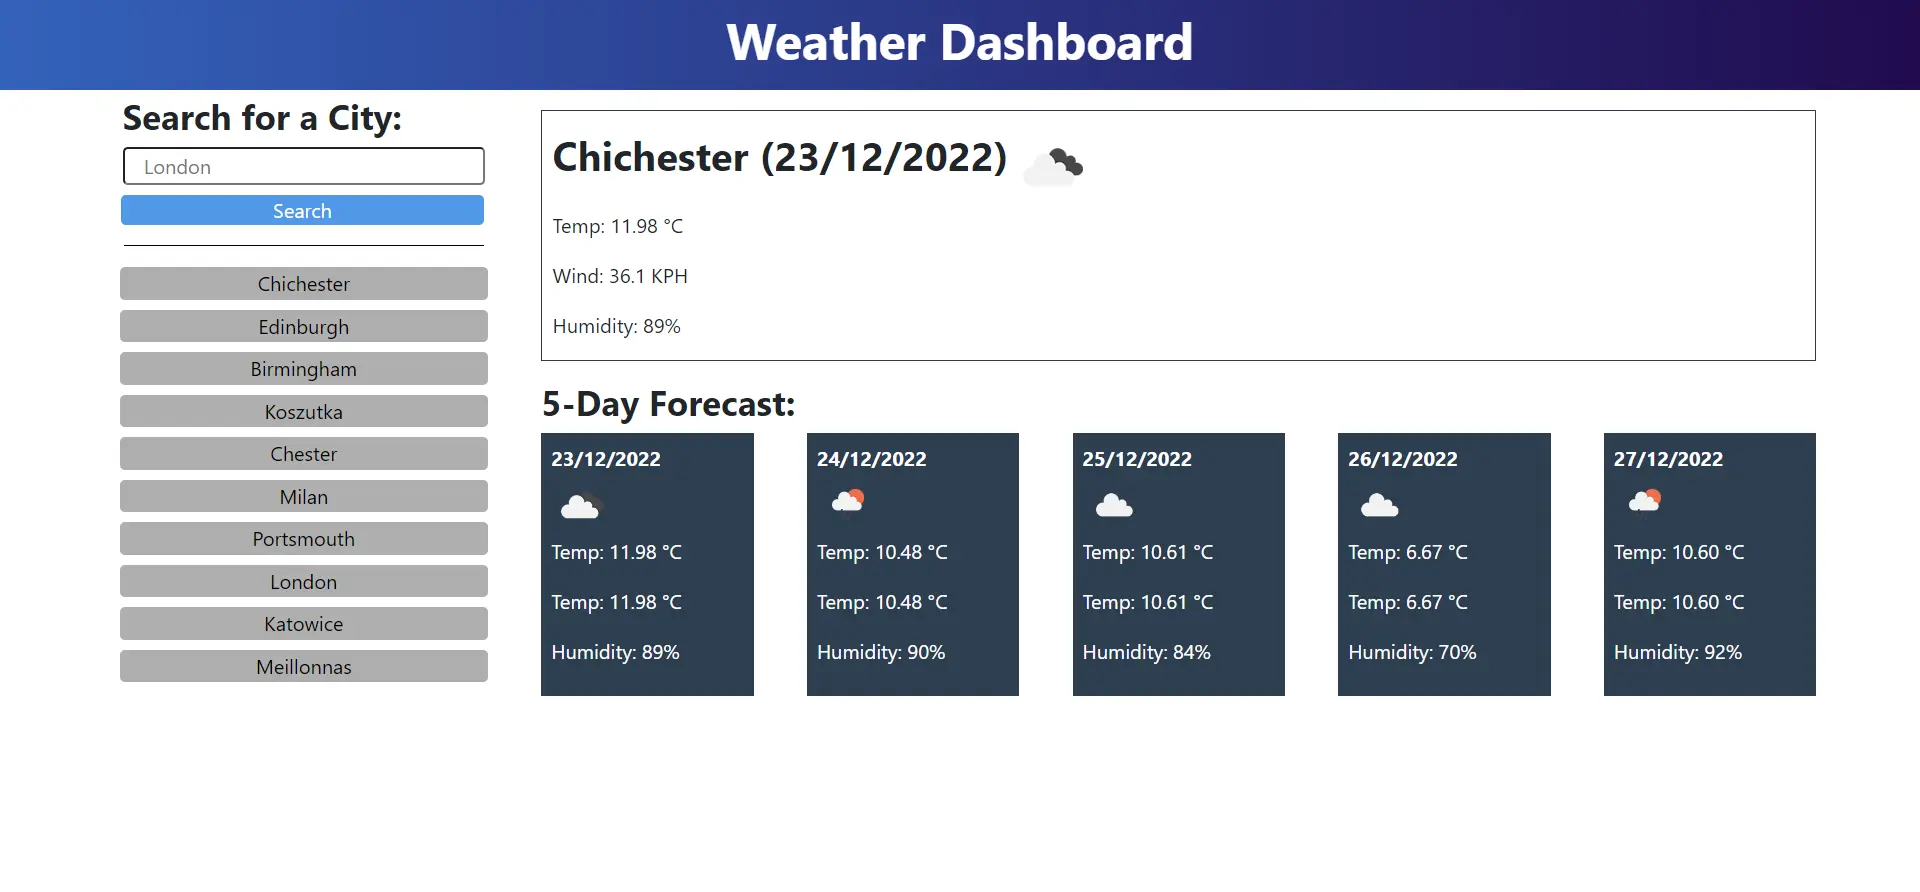 Weather Dashboard
Search for a City:
London
Search
Chichester
Edinburgh
Birmingham
Koszutka
Chester
Milan
Portsmouth
London
Katowice
Meillonnas
Chichester (23/12/2022)
Temp: 11.98 °C
Wind: 36.1 KPH
Humidity: 89%
5-Day Forecast:
23/12/2022
Temp: 11.98 °C
Temp: 11.98 °C
Humidity: 89%
24/12/2022
Temp: 10.48 °C
Temp: 10.48 °C
Humidity: 90%
25/12/2022
Temp: 10.61 °C
Temp: 10.61 °C
Humidity: 84%
26/12/2022
Temp: 6.67 °C
Temp: 6.67 °C
Humidity: 70%
27/12/2022
Temp: 10.60 °C
Temp: 10.60 °C
Humidity: 92%